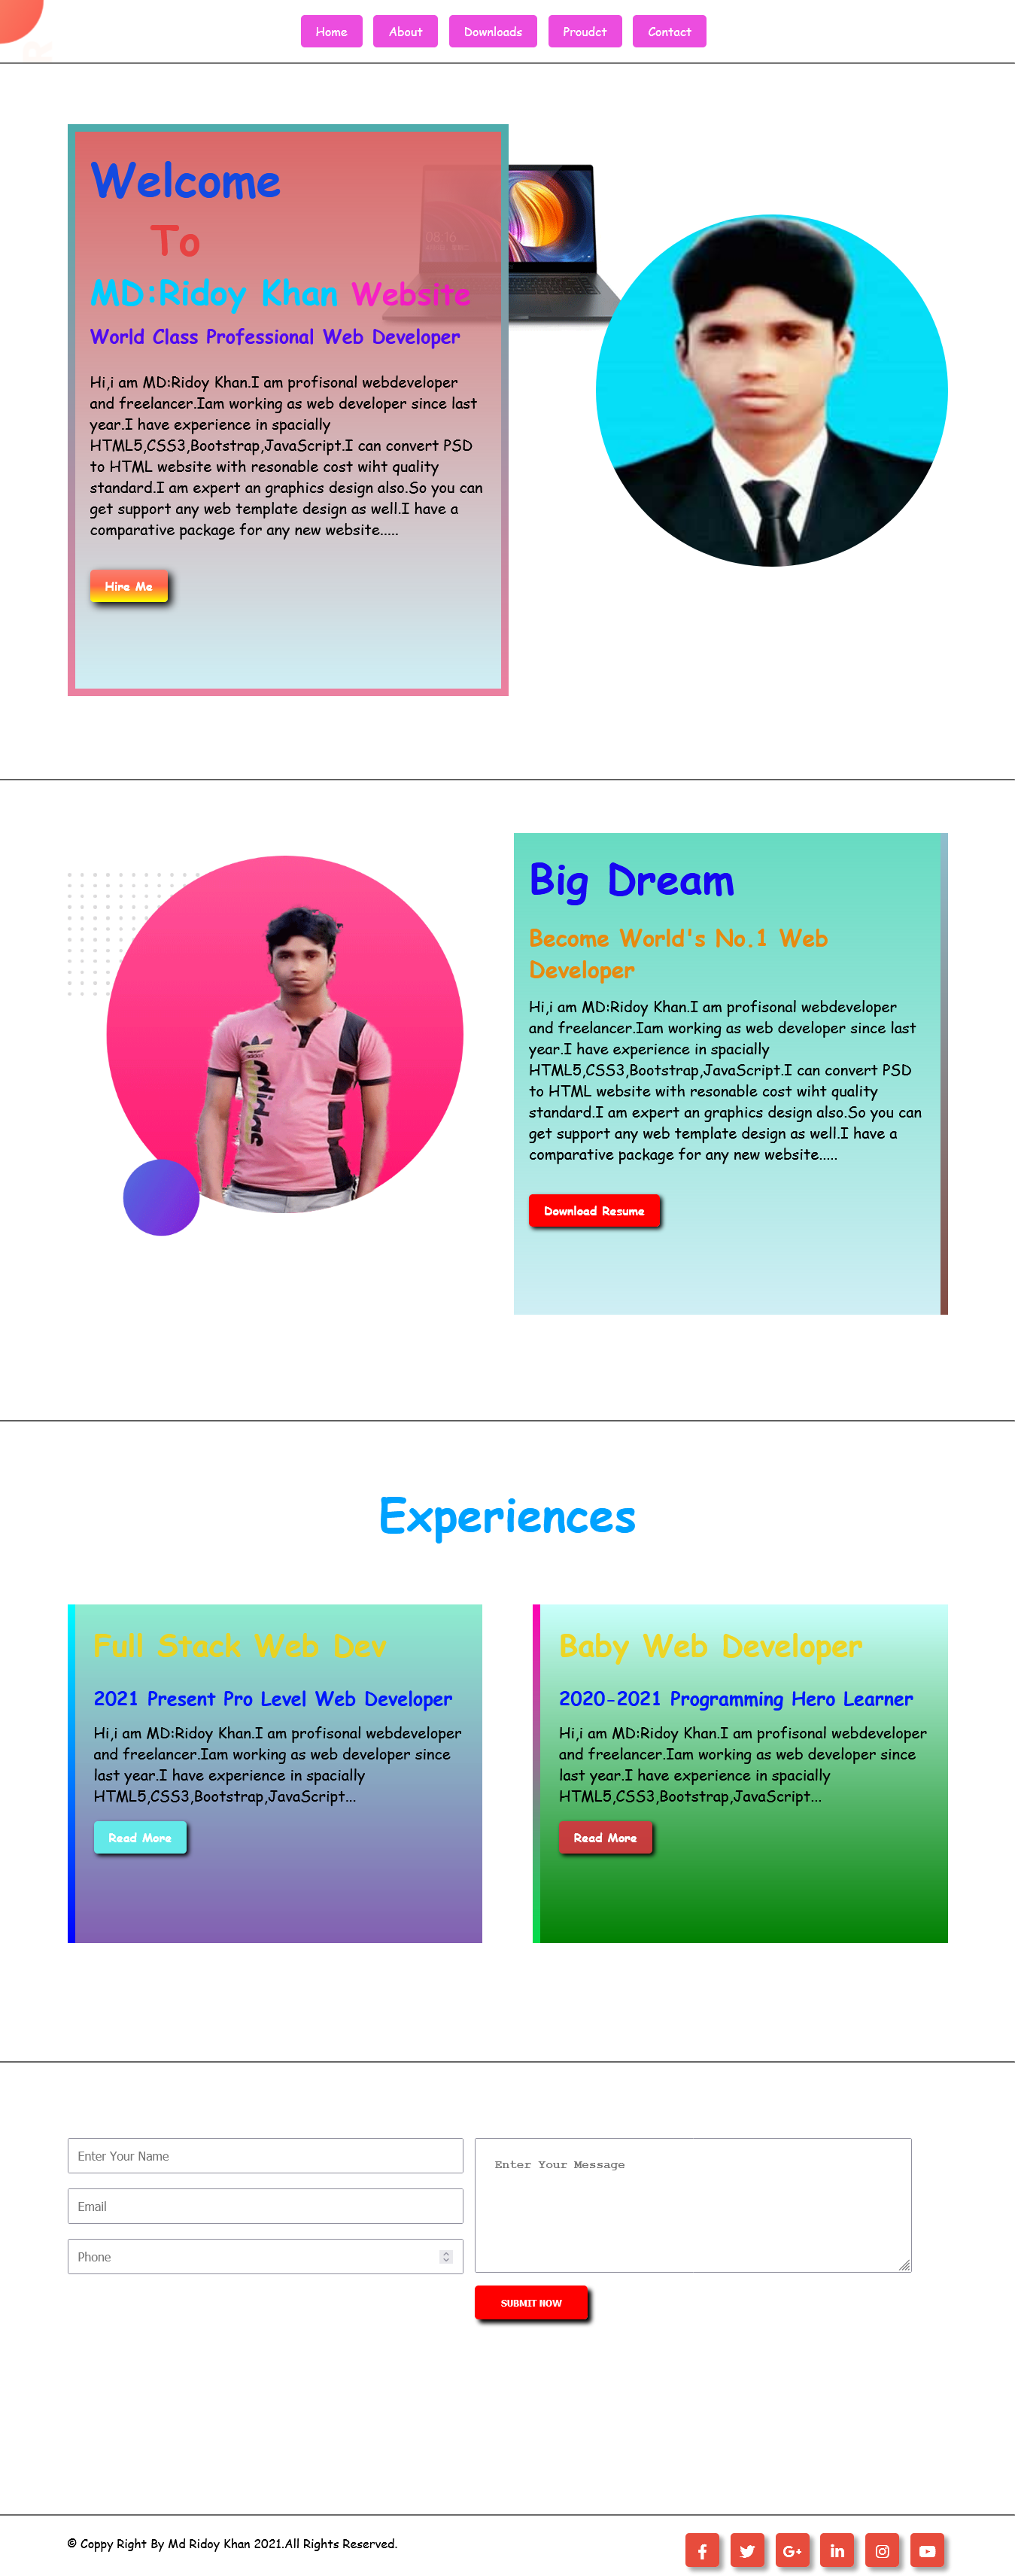 Home About Downloads Proudct Contact
Welcome
To
MD:Ridoy Khan Website
World Class Professional Web Developer
08:16
Hi,i am MD:Ridoy Khan.I am profisonal webdeveloper
and freelancer.Iam working as web developer since last
year.I have experience in spacially
HTML5,CSS3,Bootstrap,JavaScript.I can convert PSD
to HTML website with resonable cost wiht quality
standard.I am expert an graphics design also.So you can
get support any web template design as well.I have a
comparative package for any new website.....
Hire Me
adidas
adidas
Big Dream
Become World's No.1 Web
Developer
Hi,i am MD:Ridoy Khan.I am profisonal webdeveloper
and freelancer.Iam working as web developer since last
year.I have experience in spacially
HTML5,CSS3,Bootstrap,JavaScript.I can convert PSD
to HTML website with resonable cost wiht quality
standard.I am expert an graphics design also.So you can
get support any web template design as well.I have a
comparative package for any new website.....
Download Resume
Experiences
Full Stack Web Dev
2021 Present Pro Level Web Developer
Hi,i am MD:Ridoy Khan.I am profisonal webdeveloper
and freelancer.Iam working as web developer since
last year.I have experience in spacially
HTML5,CSS3,Bootstrap,JavaScript...
Read More
Baby Web Developer
2020-2021 Programming Hero Learner
Hi,i am MD:Ridoy Khan.I am profisonal webdeveloper
and freelancer.Iam working as web developer since
last year.I have experience in spacially
HTML5,CSS3,Bootstrap,JavaScript...
Read More
Enter Your Name
Email
Phone
Enter Your Message
SUBMIT NOW
© Coppy Right By Md Ridoy Khan 2021.All Rights Reserved.